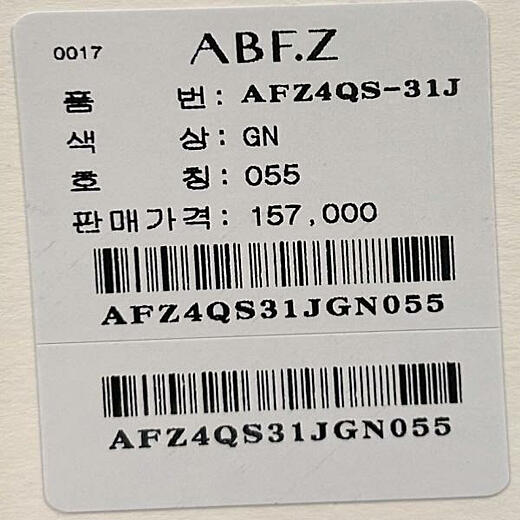 0017 ABF.Z
품 번: AFZ4QS-31J
색 상: GN
호 칭: 055
판매가격: 157,000
AFZ4QS31JGN055
AFZ4QS31JGN055